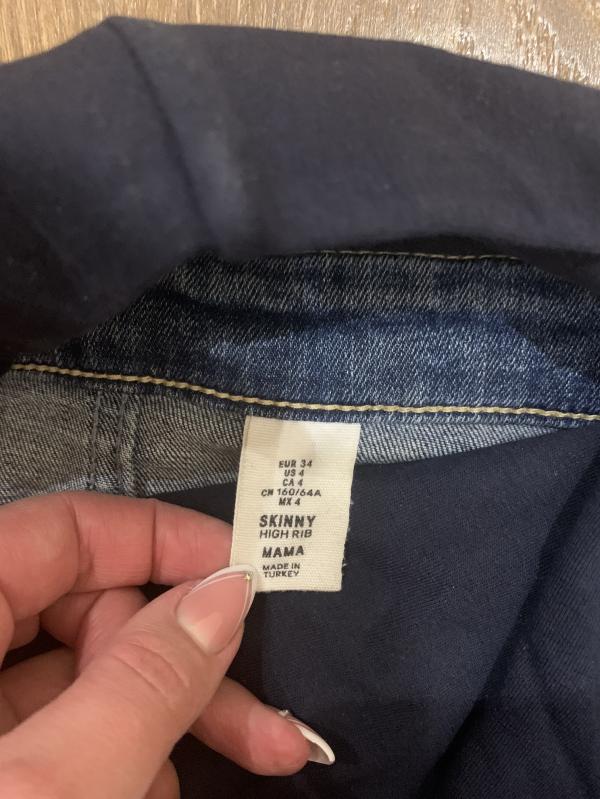 EUR 34
US 4
CA 4
CN 160/64A
MX 4
SKINNY
HIGH RIB
MAMA
MADE IN
TURKEY